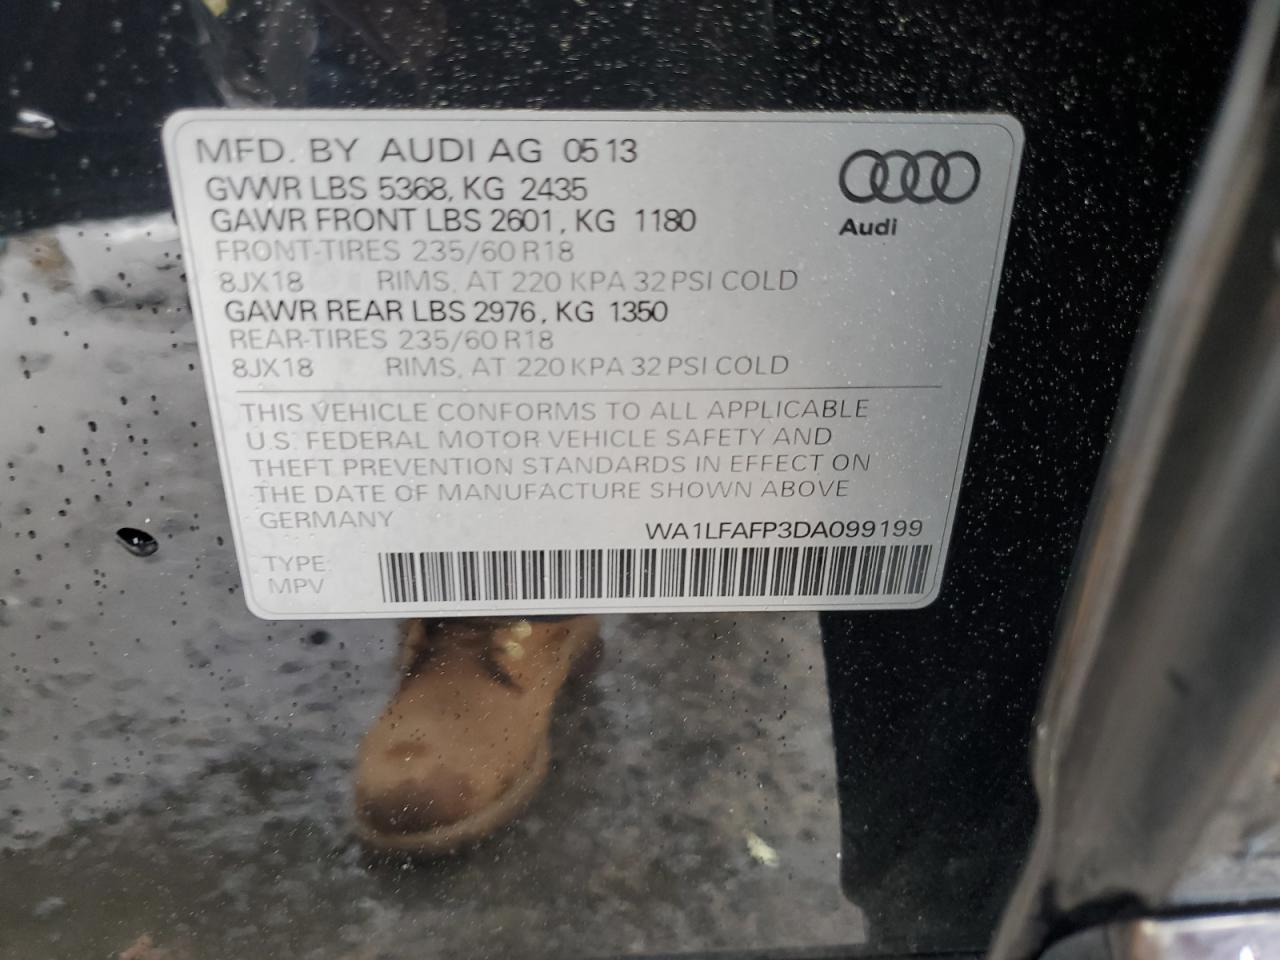 MFD. BY AUDI AG 0513
GVWR LBS 5368, KG 2435
GAWR FRONT LBS 2601, KG 1180
FRONT-TIRES 235/60 R18
8JX18 RIMS, AT 220 KPA 32 PSI COLD
GAWR REAR LBS 2976, KG 1350
REAR-TIRES 235/60 R18
8JX18 RIMS, AT 220 KPA 32 PSI COLD
Audi
THIS VEHICLE CONFORMS TO ALL APPLICABLE
U.S. FEDERAL MOTOR VEHICLE SAFETY AND
THEFT PREVENTION STANDARDS IN EFFECT ON
THE DATE OF MANUFACTURE SHOWN ABOVE
GERMANY
WA1LFAFP3DA099199
TYPE:
MPV